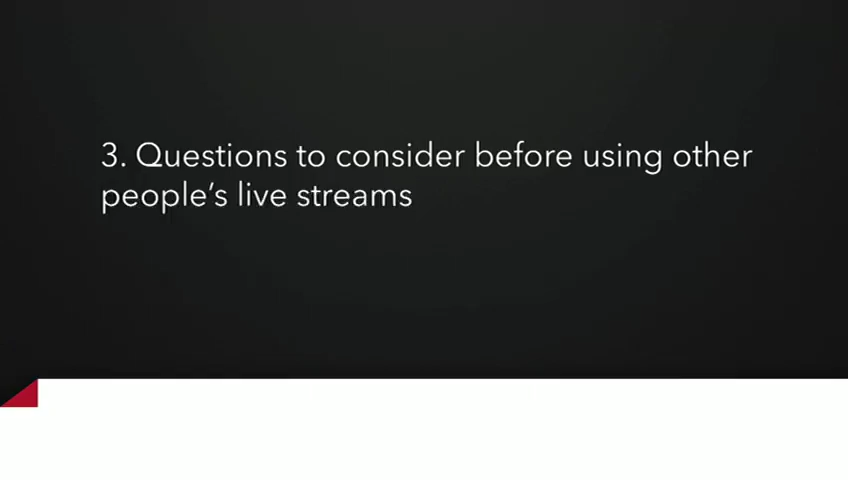 3. Questions to consider before using other
people’s live streams